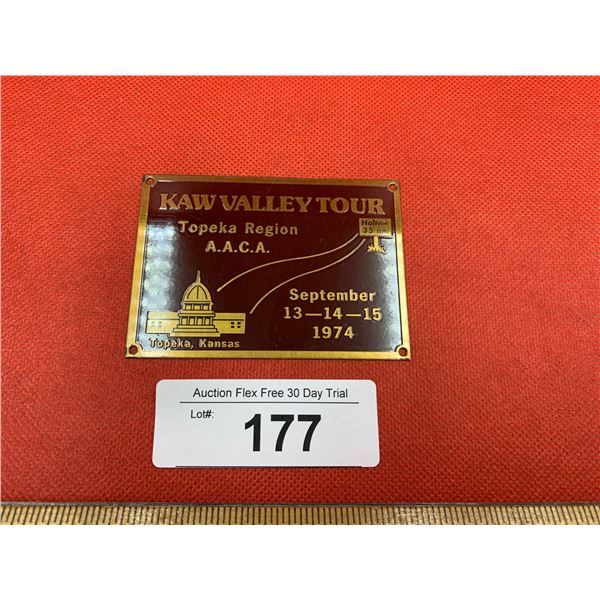 KAW VALLEY TOUR
Topeka Region
A.A.C.A.
Holton
35 mi.
September
13—14—15
1974
Topeka, Kansas
Auction Flex Free 30 Day Trial
Lot#:
177